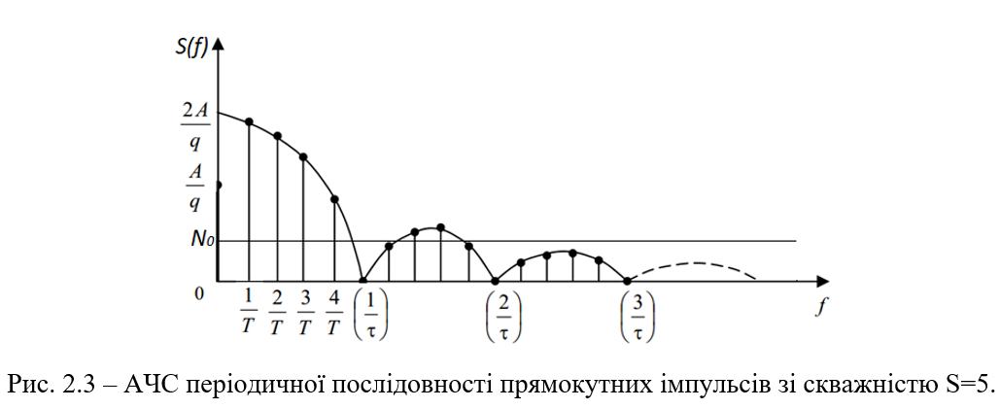 S(f)
2A
q
A
q
N₀
0
1/T 2/T 3/T 4/T (1/τ) (2/τ) (3/τ) f
Рис. 2.3 – АЧС періодичної послідовності прямокутних імпульсів зі скважністю S=5.